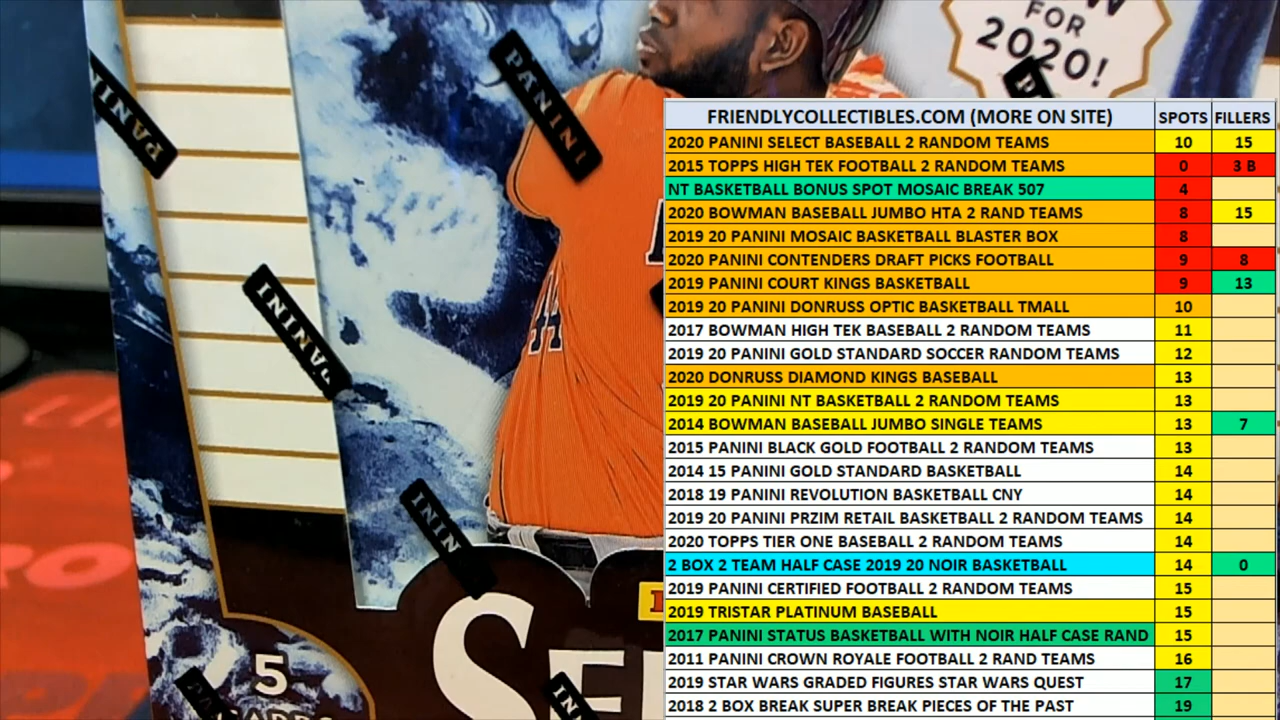 FOR
2020!
PANINI
PANI
PANINI
INI
5
CARDS
SE
FRIENDLYCOLLECTIBLES.COM (MORE ON SITE) SPOTS FILLERS
2020 PANINI SELECT BASEBALL 2 RANDOM TEAMS 10 15
2015 TOPPS HIGH TEK FOOTBALL 2 RANDOM TEAMS 0 3 B
NT BASKETBALL BONUS SPOT MOSAIC BREAK 507 4
2020 BOWMAN BASEBALL JUMBO HTA 2 RAND TEAMS 8 15
2019 20 PANINI MOSAIC BASKETBALL BLASTER BOX 8
2020 PANINI CONTENDERS DRAFT PICKS FOOTBALL 9 8
2019 PANINI COURT KINGS BASKETBALL 9 13
2019 20 PANINI DONRUSS OPTIC BASKETBALL TMALL 10
2017 BOWMAN HIGH TEK BASEBALL 2 RANDOM TEAMS 11
2019 20 PANINI GOLD STANDARD SOCCER RANDOM TEAMS 12
2020 DONRUSS DIAMOND KINGS BASEBALL 13
2019 20 PANINI NT BASKETBALL 2 RANDOM TEAMS 13
2014 BOWMAN BASEBALL JUMBO SINGLE TEAMS 13 7
2015 PANINI BLACK GOLD FOOTBALL 2 RANDOM TEAMS 13
2014 15 PANINI GOLD STANDARD BASKETBALL 14
2018 19 PANINI REVOLUTION BASKETBALL CNY 14
2019 20 PANINI PRZIM RETAIL BASKETBALL 2 RANDOM TEAMS 14
2020 TOPPS TIER ONE BASEBALL 2 RANDOM TEAMS 14
2 BOX 2 TEAM HALF CASE 2019 20 NOIR BASKETBALL 14 0
2019 PANINI CERTIFIED FOOTBALL 2 RANDOM TEAMS 15
2019 TRISTAR PLATINUM BASEBALL 15
2017 PANINI STATUS BASKETBALL WITH NOIR HALF CASE RAND 15
2011 PANINI CROWN ROYALE FOOTBALL 2 RAND TEAMS 16
2019 STAR WARS GRADED FIGURES STAR WARS QUEST 17
2018 2 BOX BREAK SUPER BREAK PIECES OF THE PAST 19